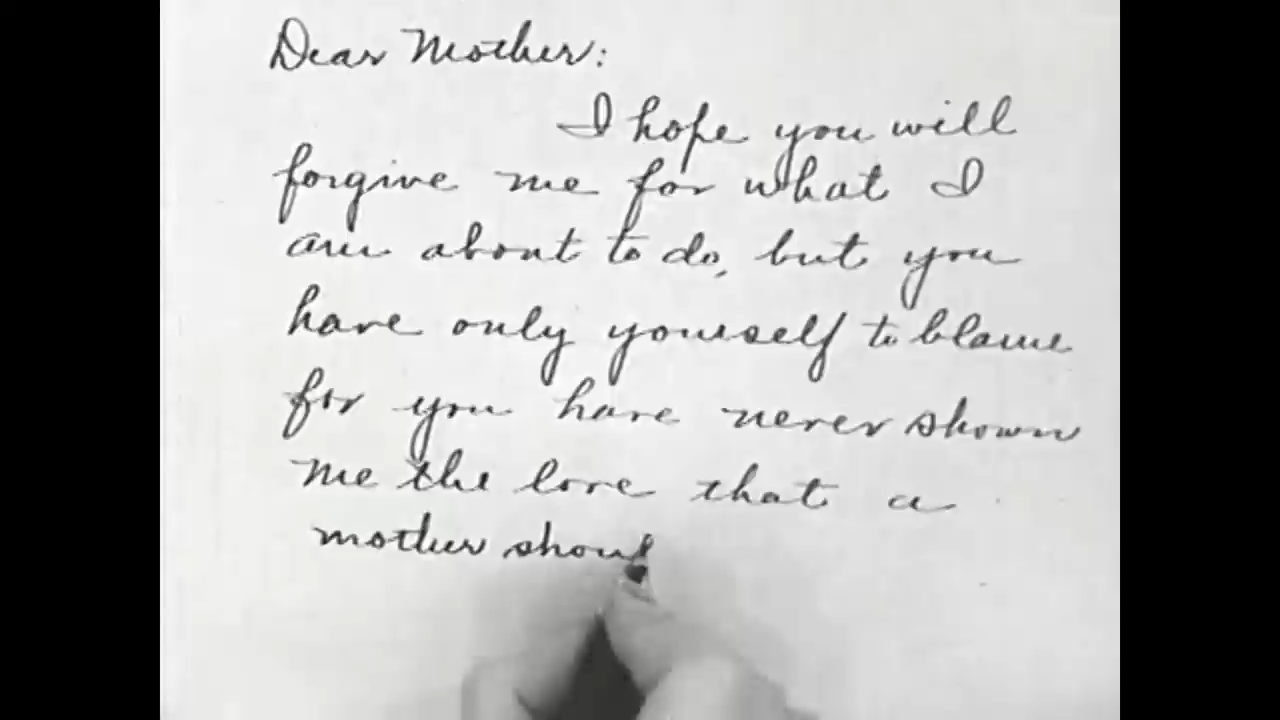 Dear Mother:
I hope you will
forgive me for what I
am about to do, but you
have only yourself to blame
for you have never shown
me the love that a
mother shoul